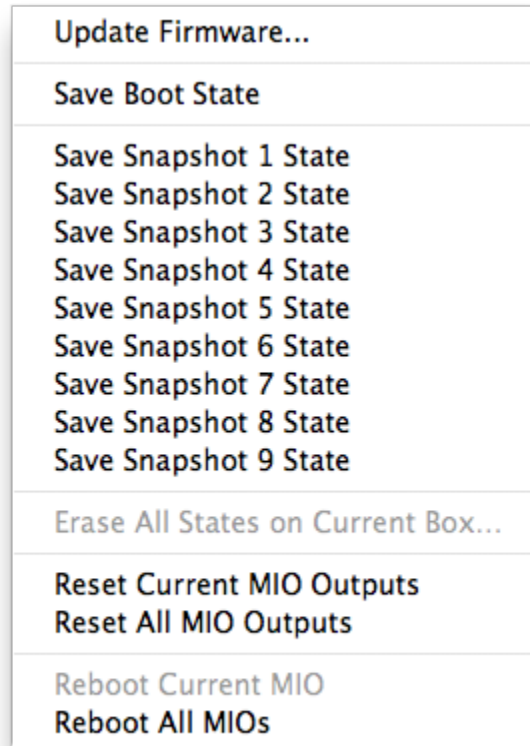 Update Firmware...
Save Boot State
Save Snapshot 1 State
Save Snapshot 2 State
Save Snapshot 3 State
Save Snapshot 4 State
Save Snapshot 5 State
Save Snapshot 6 State
Save Snapshot 7 State
Save Snapshot 8 State
Save Snapshot 9 State
Erase All States on Current Box...
Reset Current MIO Outputs
Reset All MIO Outputs
Reboot Current MIO
Reboot All MIOs